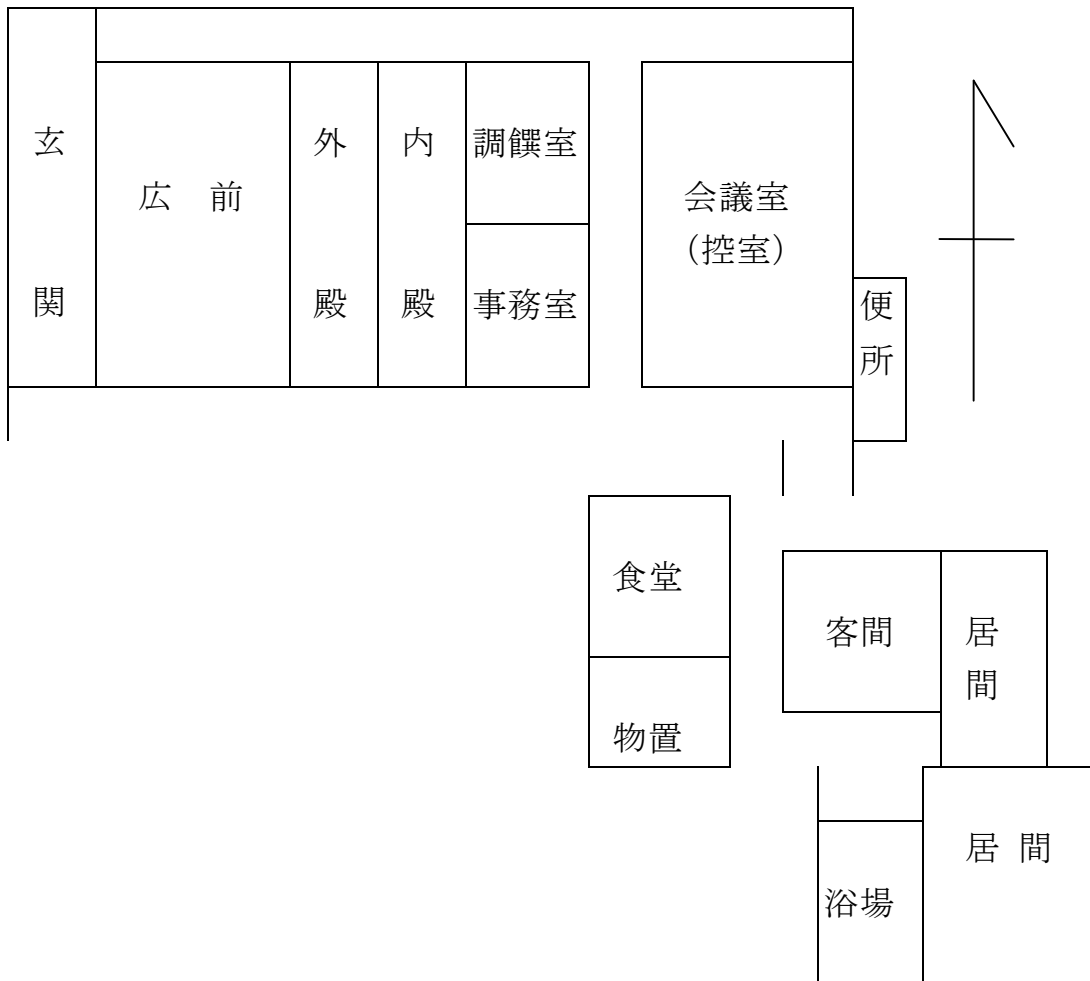 玄関
広前
外殿
内殿
調饌室
事務室
会議室
(控室)
便所
食堂
物置
客間
居間
居間
浴場